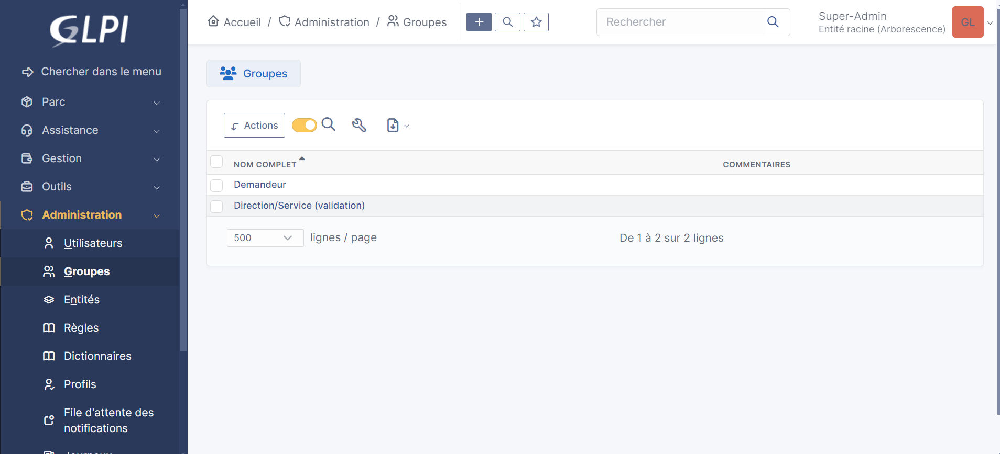 GLPI
Chercher dans le menu
Parc
Assistance
Gestion
Outils
Administration
Utilisateurs
Groupes
Entités
Règles
Dictionnaires
Profils
File d'attente des
notifications
Accueil / Administration / Groupes
Rechercher
Super-Admin
Entité racine (Arborescence)
GL
Groupes
Actions
NOM COMPLET COMMENTAIRES
Demandeur
Direction/Service (validation)
500 lignes / page De 1 à 2 sur 2 lignes